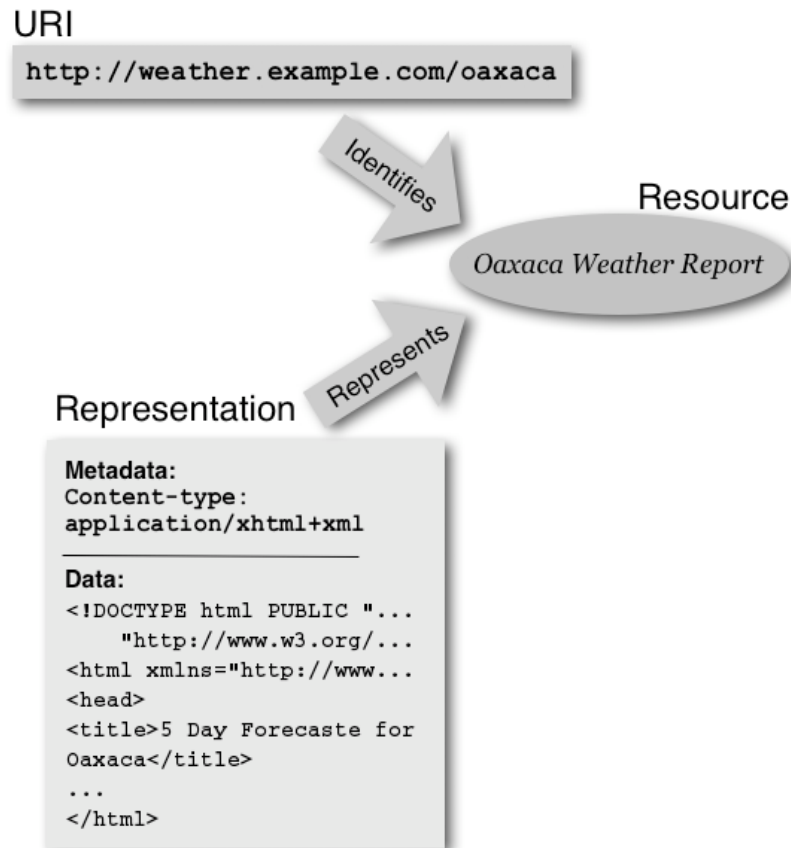 URI
http://weather.example.com/oaxaca
Identifies
Resource
Oaxaca Weather Report
Represents
Representation
Metadata:
Content-type:
application/xhtml+xml
Data:
<!DOCTYPE html PUBLIC "...
"http://www.w3.org/...
<html xmlns="http://www...
<head>
<title>5 Day Forecaste for
Oaxaca</title>
...
</html>